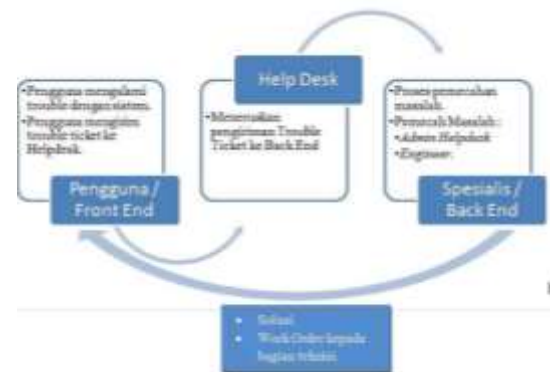 Help Desk
•Pengguna mengalami
trouble dengan sistem.
•Pengguna mengirim
trouble ticket ke
Helpdesk.
Pengguna /
Front End
•Meneruskan
pengiriman Trouble
Ticket ke Back End
•Proses pemecahan
masalah.
•Pemecah Masalah :
•Admin Helpdesk
•Engineer.
Spesialis /
Back End
• Solusi
• Work Order kepada
bagian teknisi.